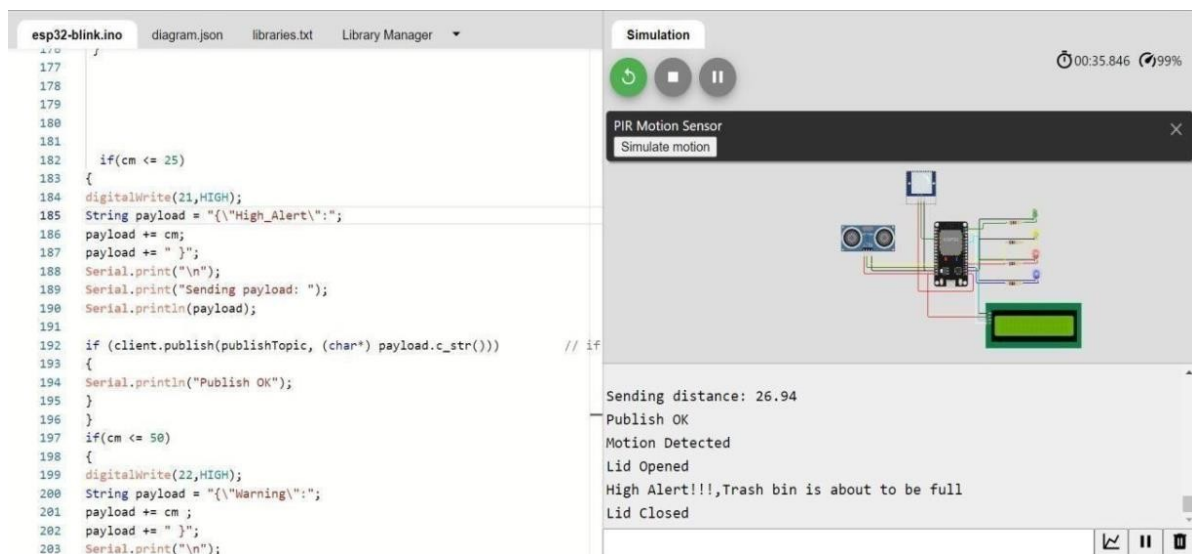 esp32-blink.ino diagram.json libraries.txt Library Manager
176 }
177
178
179
180
181
182 if(cm <= 25)
183 {
184 digitalWrite(21,HIGH);
185 String payload = "{\"High_Alert\":";
186 payload += cm;
187 payload += " }";
188 Serial.print("\n");
189 Serial.print("Sending payload: ");
190 Serial.println(payload);
191
192 if (client.publish(publishTopic, (char*) payload.c_str())) // if
193 {
194 Serial.println("Publish OK");
195 }
196 }
197 if(cm <= 50)
198 {
199 digitalWrite(22,HIGH);
200 String payload = "{\"Warning\":";
201 payload += cm ;
202 payload += " }";
203 Serial.print("\n");
Simulation
00:35.846 99%
PIR Motion Sensor
Simulate motion
Sending distance: 26.94
Publish OK
Motion Detected
Lid Opened
High Alert!!!,Trash bin is about to be full
Lid Closed